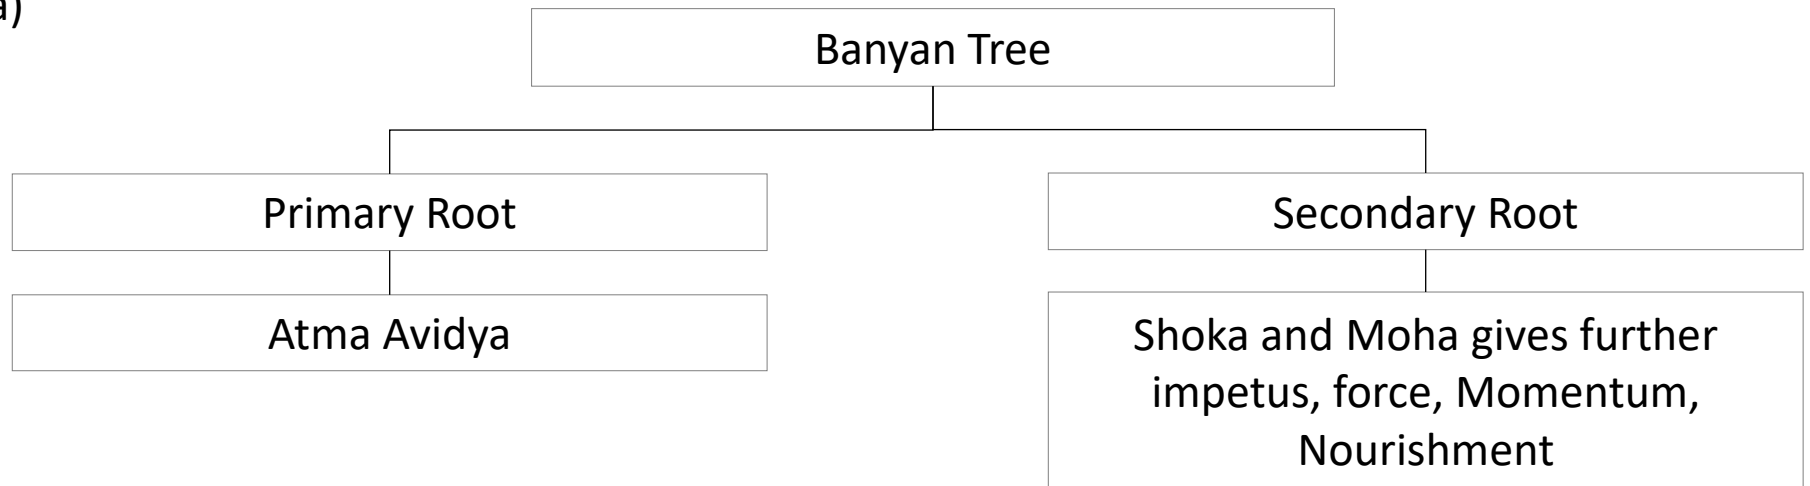 a)
Banyan Tree
Primary Root
Secondary Root
Atma Avidya
Shoka and Moha gives further
impetus, force, Momentum,
Nourishment